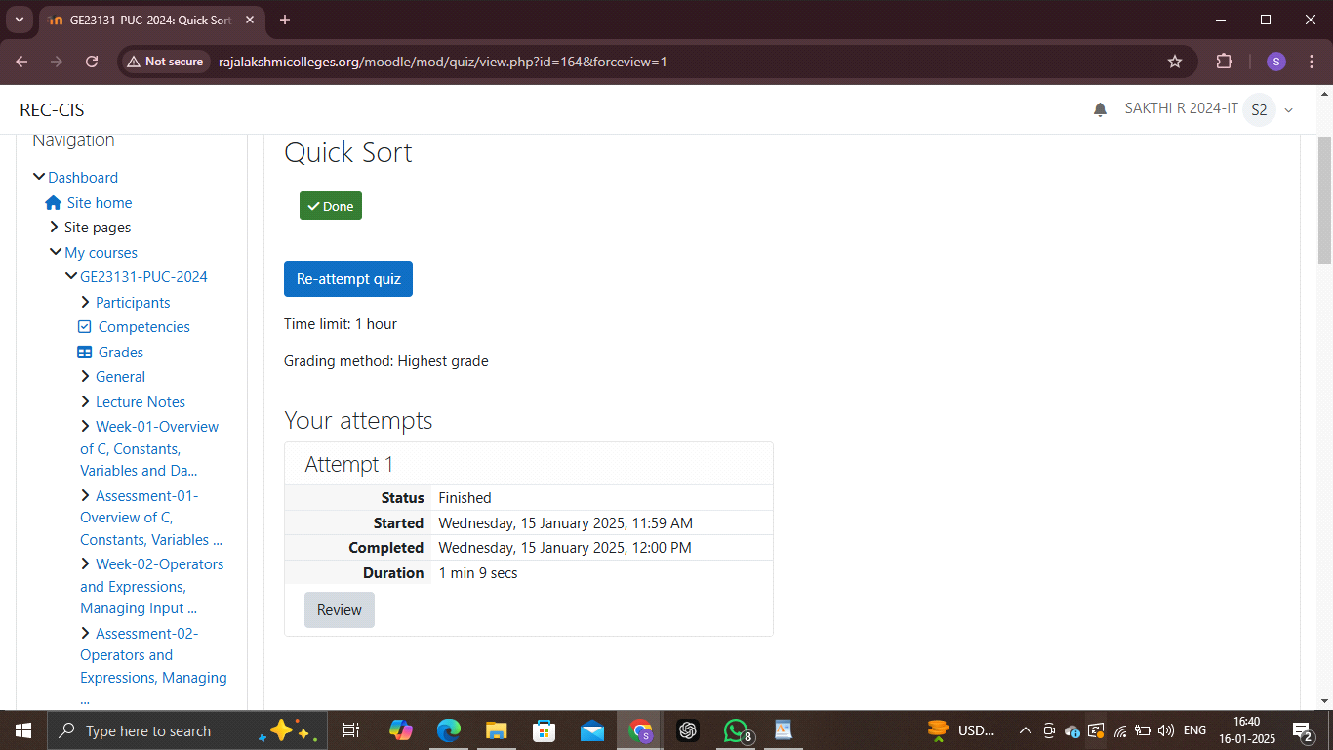 GE23131-PUC-2024: Quick Sort
Not secure
rajalakshmicolleges.org/moodle/mod/quiz/view.php?id=164&forceview=1
S
REC-CIS
SAKTHI R 2024-IT
S2
Navigation
Dashboard
Site home
Site pages
My courses
GE23131-PUC-2024
Participants
Competencies
Grades
General
Lecture Notes
Week-01-Overview
of C, Constants,
Variables and Da...
Assessment-01-
Overview of C,
Constants, Variables ...
Week-02-Operators
and Expressions,
Managing Input ...
Assessment-02-
Operators and
Expressions, Managing
...
Quick Sort
Done
Re-attempt quiz
Time limit: 1 hour
Grading method: Highest grade
Your attempts
Attempt 1
Status Finished
Started Wednesday, 15 January 2025, 11:59 AM
Completed Wednesday, 15 January 2025, 12:00 PM
Duration 1 min 9 secs
Review
Type here to search
S
8
USD...
ENG
16:40
16-01-2025
2